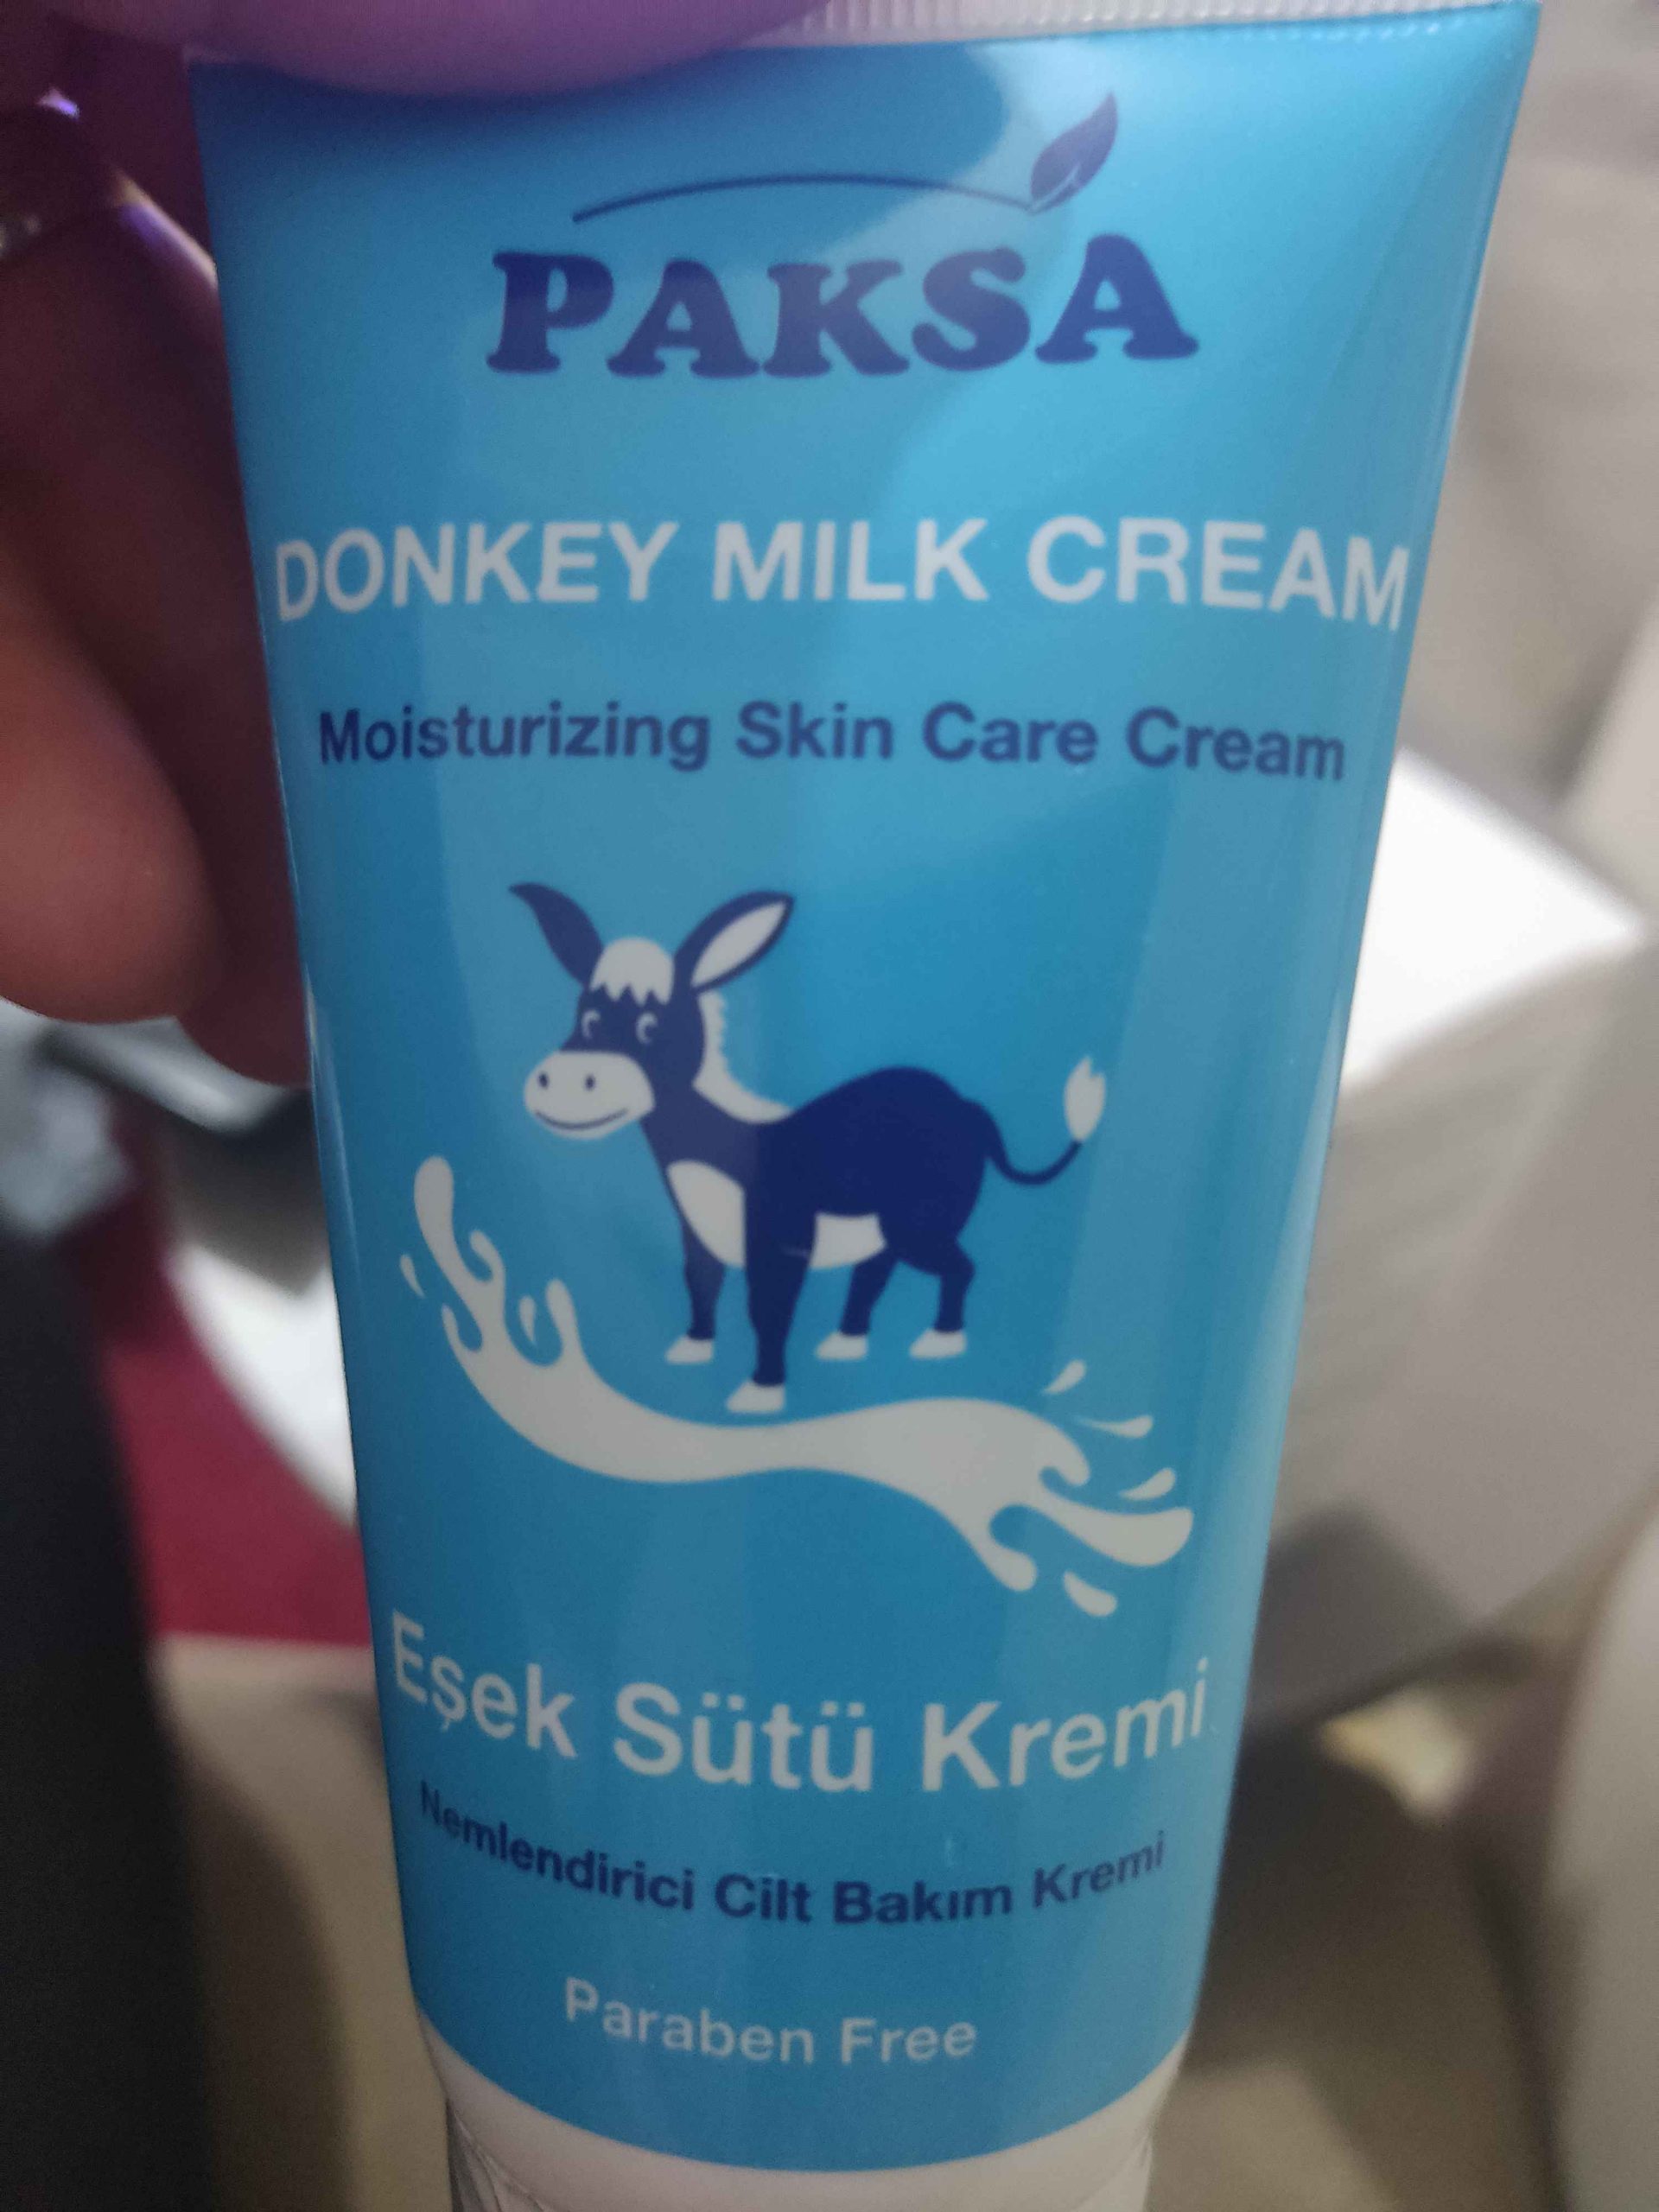 PAKSA
DONKEY MILK CREAM
Moisturizing Skin Care Cream
Eşek Sütü Kremi
Nemlendirici Cilt Bakım Kremi
Paraben Free